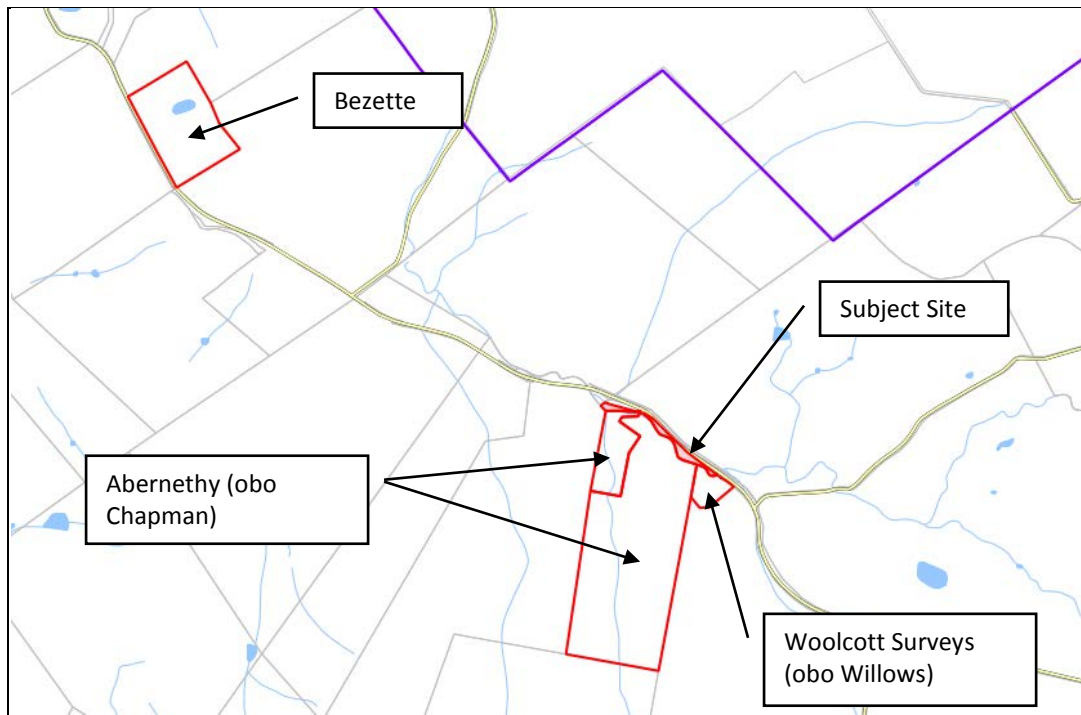 Bezette
Subject Site
Abernethy (obo
Chapman)
Woolcott Surveys
(obo Willows)